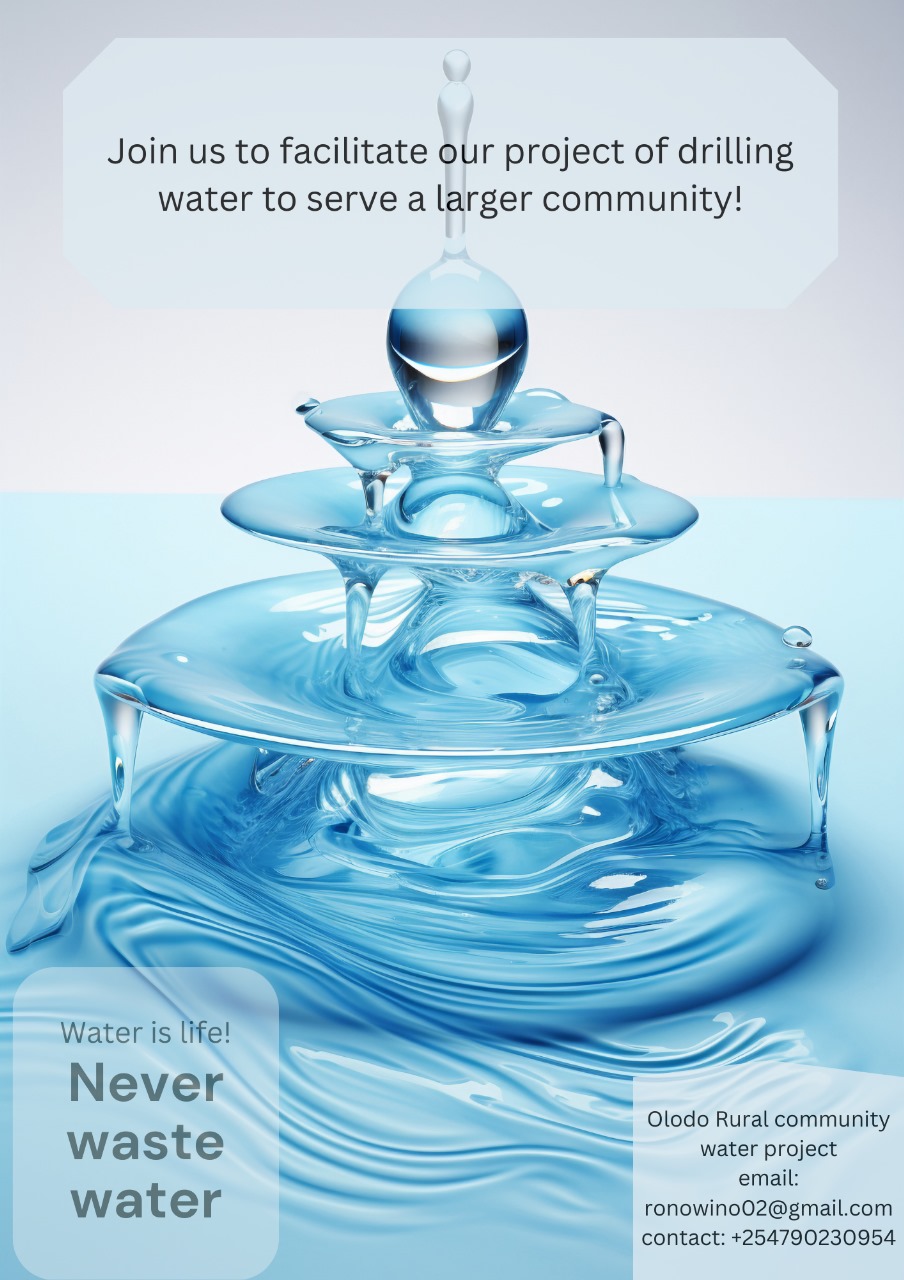 Join us to facilitate our project of drilling
water to serve a larger community!
Water is life!
Never
waste
water
Olodo Rural community
water project
email:
ronowino02@gmail.com
contact: +254790230954